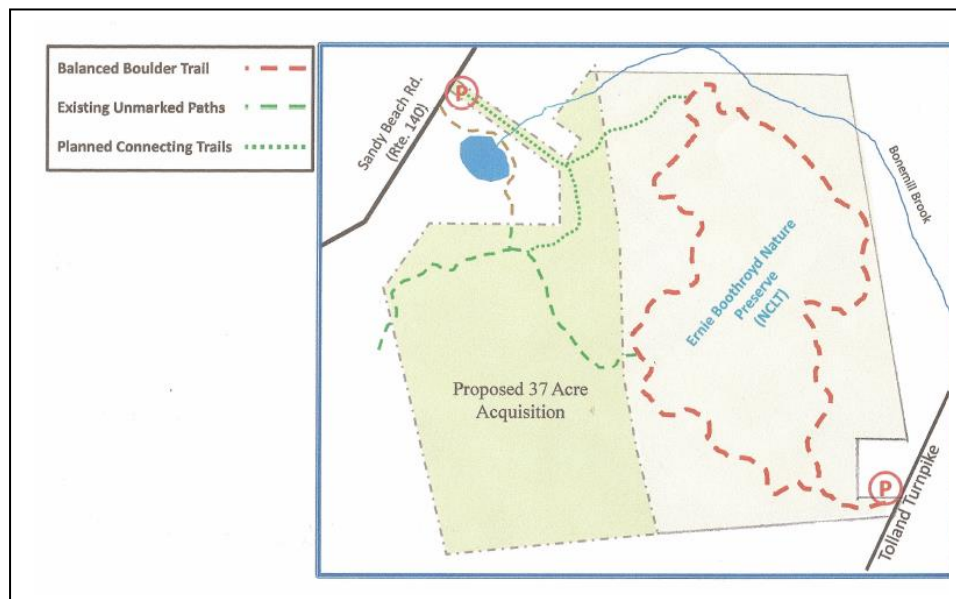 Balanced Boulder Trail
Existing Unmarked Paths
Planned Connecting Trails
Sandy Beach Rd.
(Rte. 140)
P
Bonemill Brook
Ernie Boothroyd Nature
Preserve
(NCLT)
Proposed 37 Acre
Acquisition
P
Tolland Turnpike